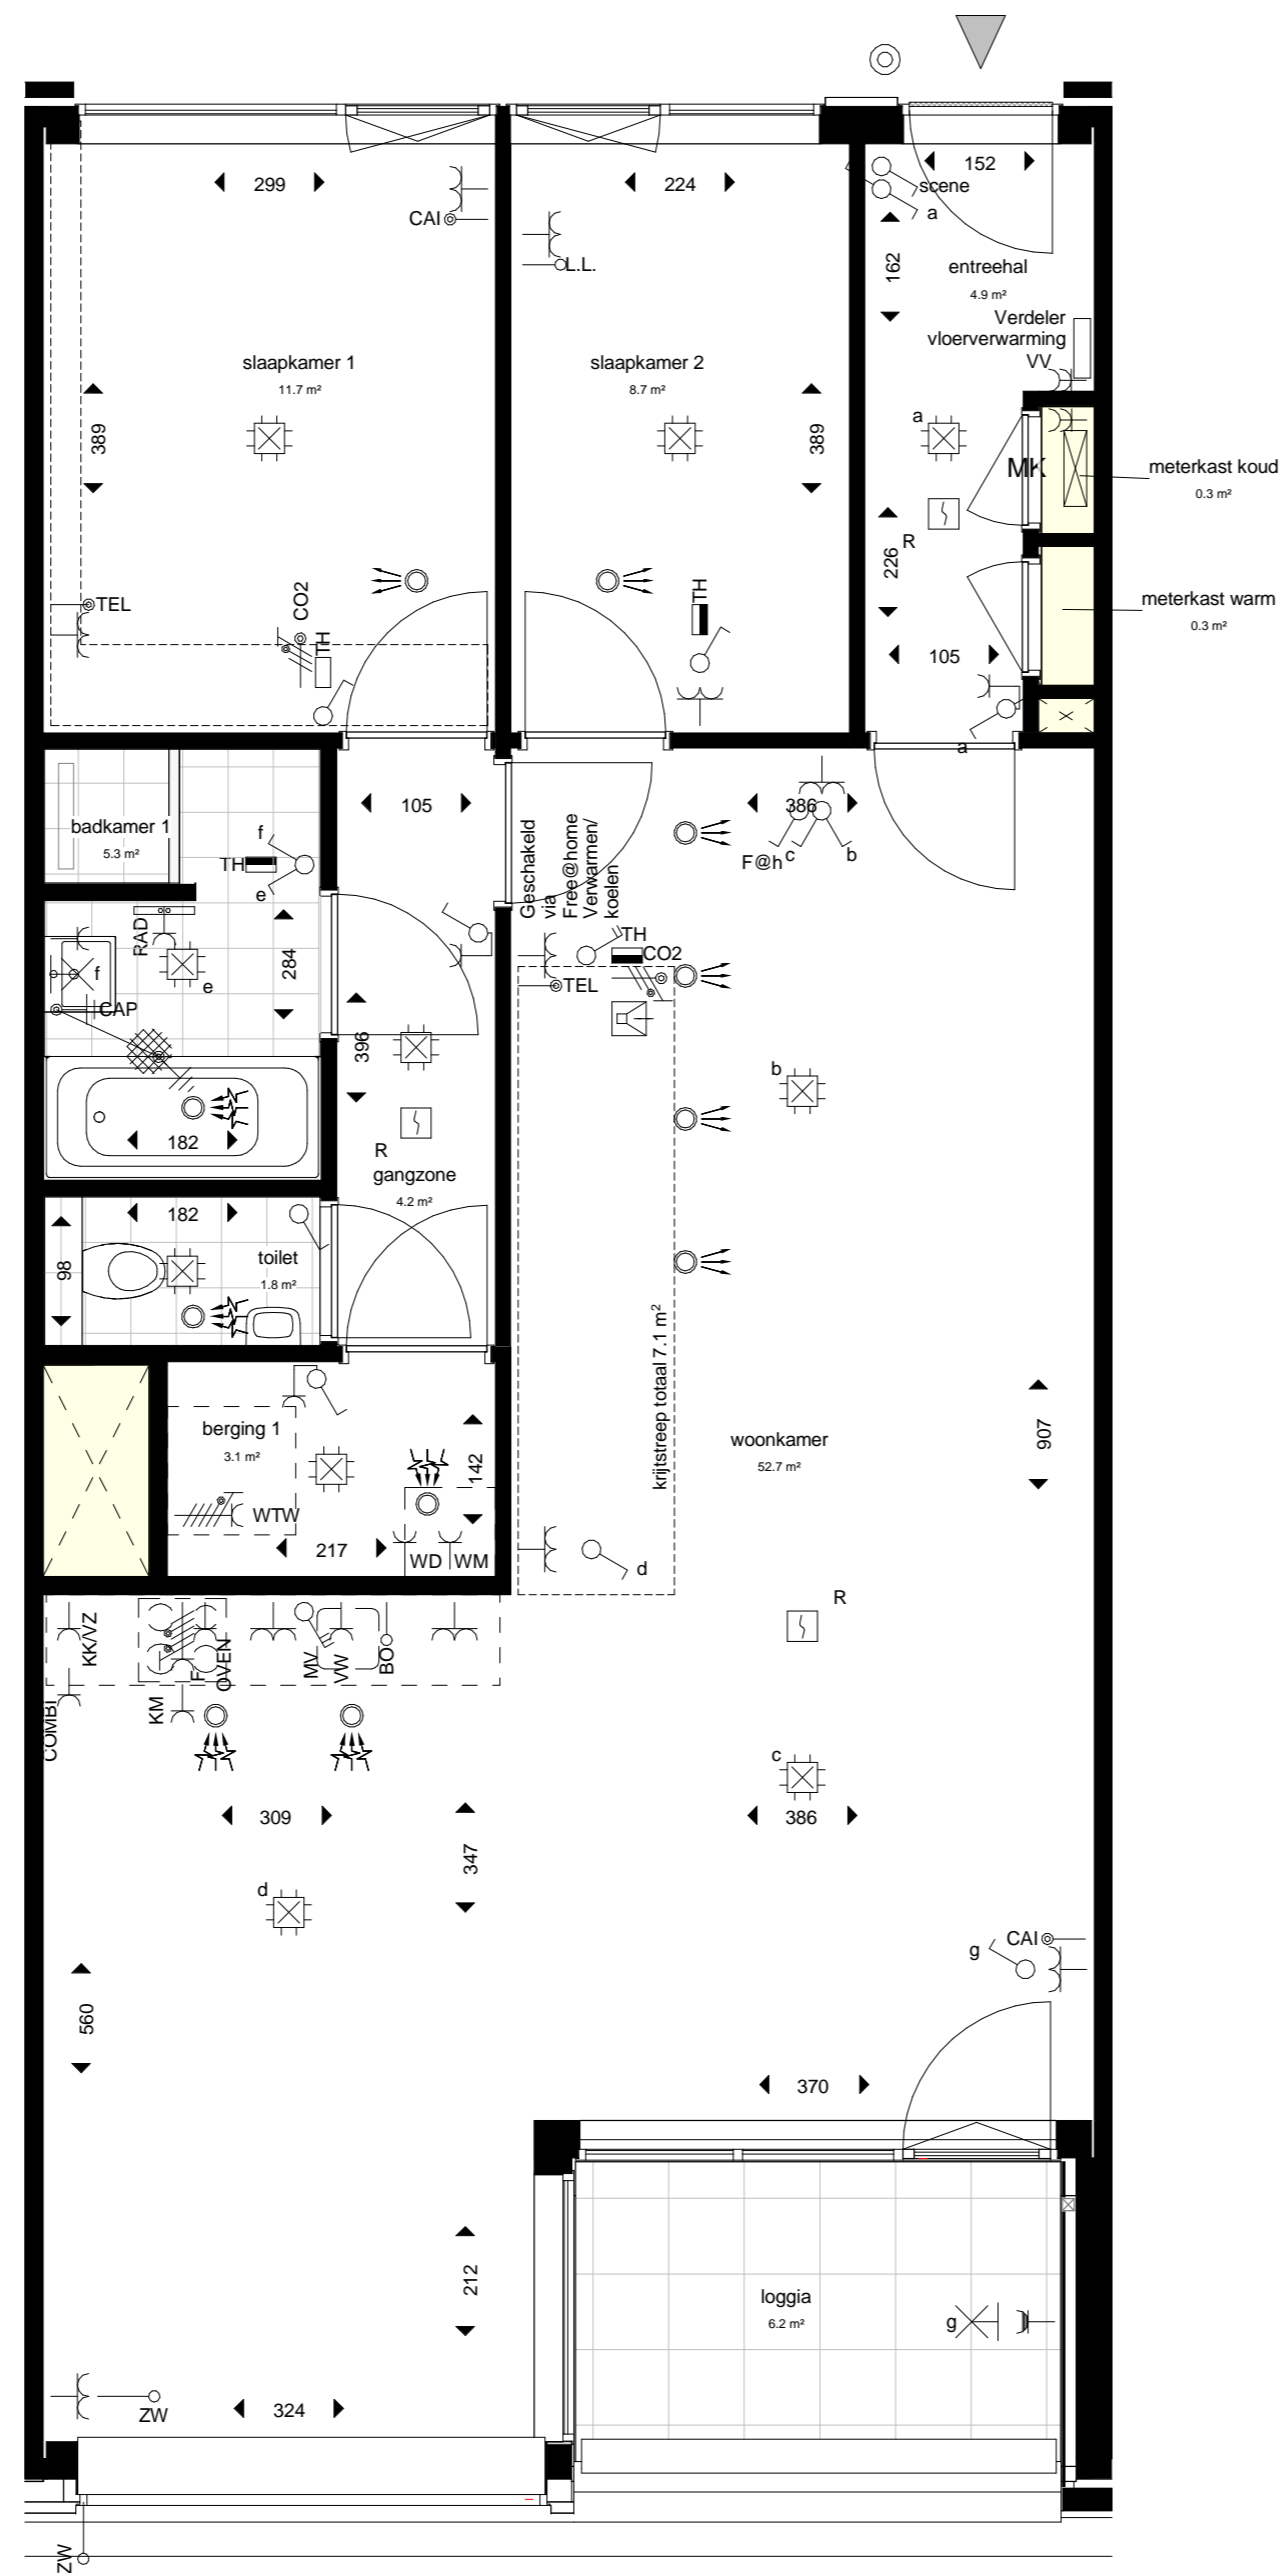 152
scene
a
299
224
CAI
162
L.L.
entreehal
4.9 m²
Verdeler
vloerverwarming
VV
slaapkamer 1
11.7 m²
slaapkamer 2
8.7 m²
389
389
a
MK
meterkast koud
0.3 m²
R
226
TEL
CO2
TH
TH
meterkast warm
0.3 m²
105
a
105
386
badkamer 1
5.3 m²
f
TH
e
F@h
c
b
Geschakeld
via
Free@home
Verwarmen/
koelen
RAD
284
TH
CO2
f
e
TEL
CAP
396
b
182
R
gangzone
4.2 m²
182
98
toilet
1.8 m²
krijtstreep totaal 7.1 m²
907
berging 1
3.1 m²
woonkamer
52.7 m²
142
WTW
217
WD
WM
d
KK/VZ
F
OVEN
MV
VW
BO
R
COMBI
KM
c
309
386
347
d
g
CAI
560
370
212
loggia
6.2 m²
g
ZW
324
ZW